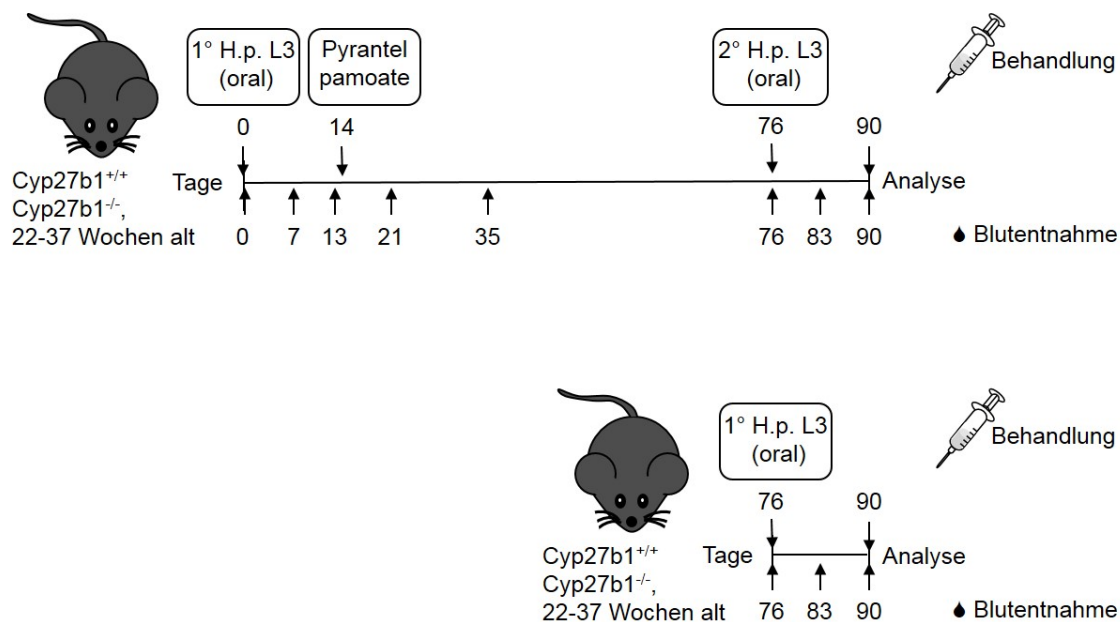 1° H.p. L3
(oral)
Pyrantel
pamoate
2° H.p. L3
(oral)
Behandlung
0 14 76 90
Cyp27b1+/+
Cyp27b1-/-,
22-37 Wochen alt
Tage
Analyse
0 7 13 21 35 76 83 90
Blutentnahme
1° H.p. L3
(oral)
Behandlung
76 90
Cyp27b1+/+
Cyp27b1-/-,
22-37 Wochen alt
Tage
Analyse
76 83 90
Blutentnahme